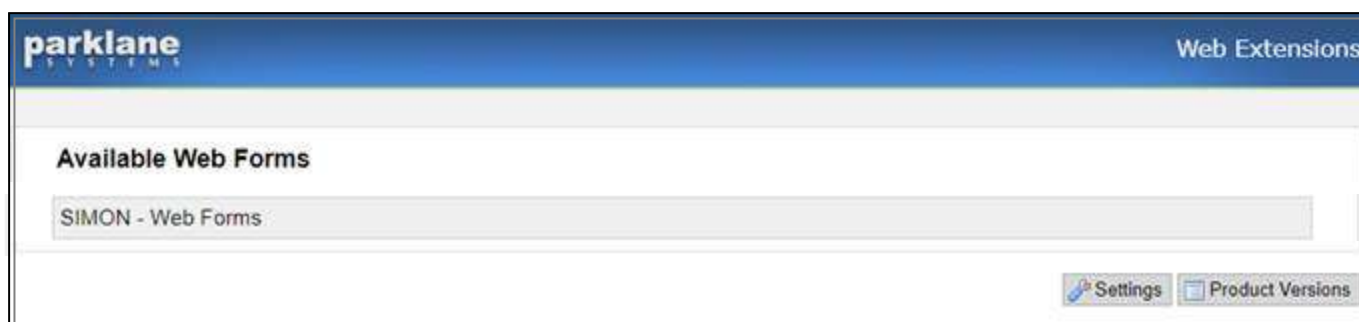 parklane
SYSTEMS
Web Extensions
Available Web Forms
SIMON - Web Forms
Settings
Product Versions